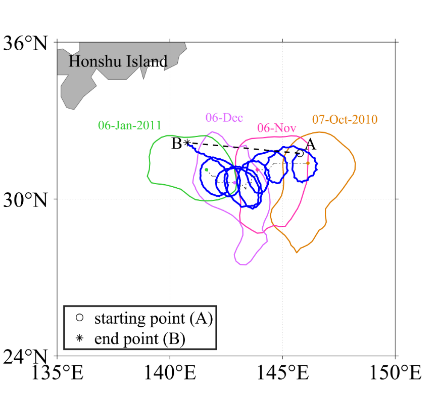 36°N
Honshu Island
06-Dec
07-Oct-2010
06-Jan-2011
06-Nov
B
A
30°N
starting point (A)
end point (B)
24°N
135°E
140°E
145°E
150°E